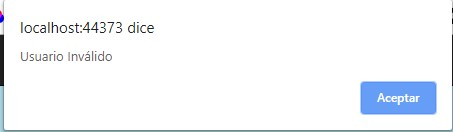 localhost:44373 dice
Usuario Inválido
Aceptar